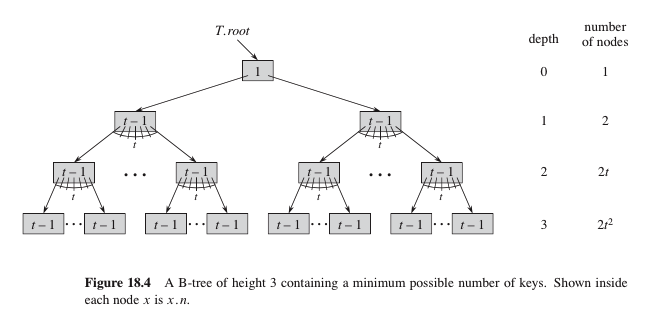 T.root
depth
number
of nodes
1
0
1
t − 1
t − 1
1
2
t
t
t − 1
...
t − 1
t − 1
...
t − 1
2
2t
t
t
t
t
t − 1 ... t − 1
t − 1 ... t − 1
t − 1 ... t − 1
t − 1 ... t − 1
3
2t²
Figure 18.4 A B-tree of height 3 containing a minimum possible number of keys. Shown inside
each node x is x.n.